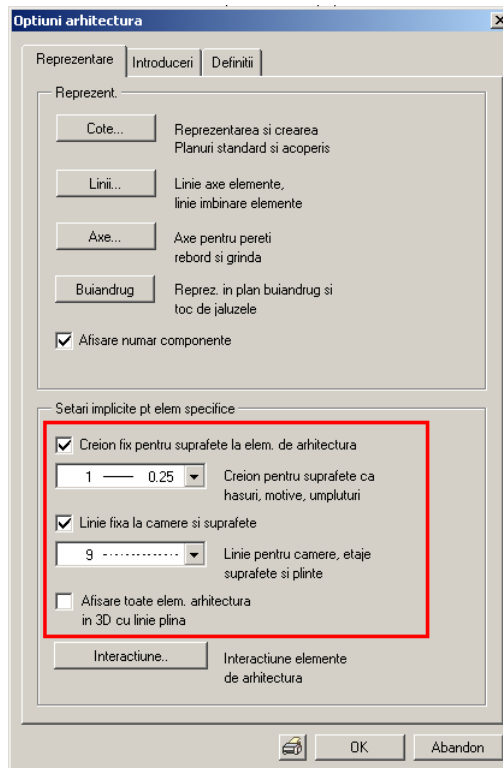 Optiuni arhitectura
Reprezentare Introduceri Definitii
Reprezent.
Cote... Reprezentarea si crearea
Planuri standard si acoperis
Linii... Linie axe elemente,
linie imbinare elemente
Axe... Axe pentru pereti
rebord si grinda
Buiandrug Reprez. in plan buiandrug si
toc de jaluzele
Afisare numar componente
Setari implicite pt elem specifice
Creion fix pentru suprafete la elem. de arhitectura
1 0.25 Creion pentru suprafete ca
hasuri, motive, umpluturi
Linie fixa la camere si suprafete
9 Linie pentru camere, etaje
suprafete si plinte
Afisare toate elem. arhitectura
in 3D cu linie plina
Interactiune.. Interactiune elemente
de arhitectura
OK Abandon